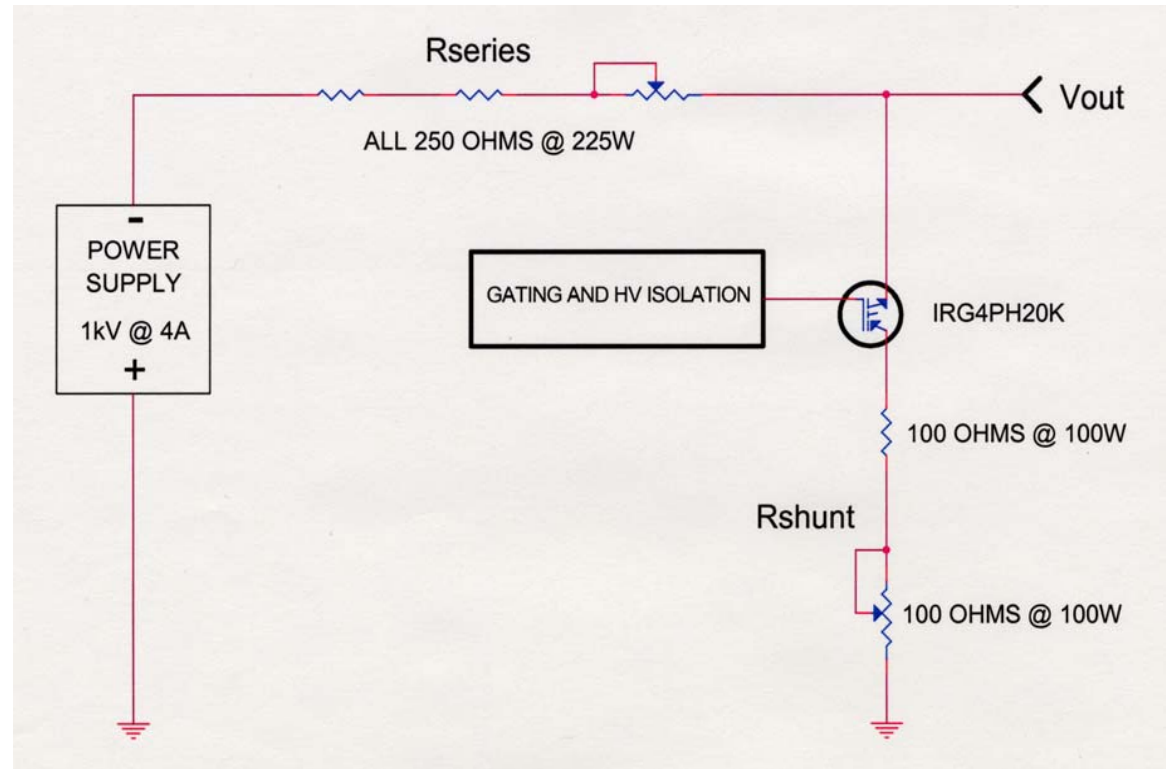 Rseries
Vout
ALL 250 OHMS @ 225W
-
POWER
SUPPLY
1kV @ 4A
+
GATING AND HV ISOLATION
IRG4PH20K
100 OHMS @ 100W
Rshunt
100 OHMS @ 100W